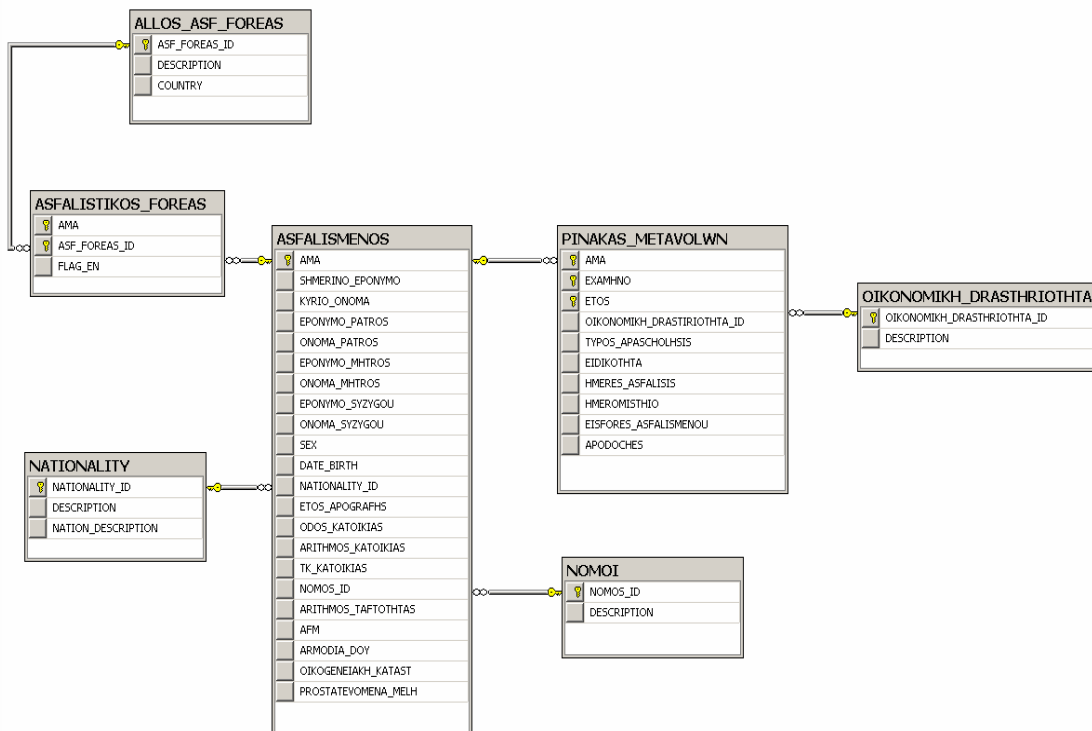 ALLOS_ASF_FOREAS
ASF_FOREAS_ID
DESCRIPTION
COUNTRY
ASFALISTIKOS_FOREAS
AMA
ASF_FOREAS_ID
FLAG_EN
ASFALISMENOS
AMA
SHMERINO_EPONYMO
KYRIO_ONOMA
EPONYMO_PATROS
ONOMA_PATROS
EPONYMO_MHTROS
ONOMA_MHTROS
EPONYMO_SYZYGOU
ONOMA_SYZYGOU
SEX
DATE_BIRTH
NATIONALITY_ID
ETOS_APOGRAFHS
ODOS_KATOIKIAS
ARITHMOS_KATOIKIAS
TK_KATOIKIAS
NOMOS_ID
ARITHMOS_TAFTOTHTAS
AFM
ARMODIA_DOY
OIKOGENEIAKH_KATAST
PROSTATEVOMENA_MELH
PINAKAS_METAVOLWN
AMA
EXAMHNO
ETOS
OIKONOMIKH_DRASTIRIOTHTA_ID
TYPOS_APASCHOLHSIS
EIDIKOTHTA
HMERES_ASFALISIS
HMEROMISTHIO
EISFORES_ASFALISMENOU
APODOCHES
OIKONOMIKH_DRASTHRIOTHTA
OIKONOMIKH_DRASTHRIOTHTA_ID
DESCRIPTION
NATIONALITY
NATIONALITY_ID
DESCRIPTION
NATION_DESCRIPTION
NOMOI
NOMOS_ID
DESCRIPTION